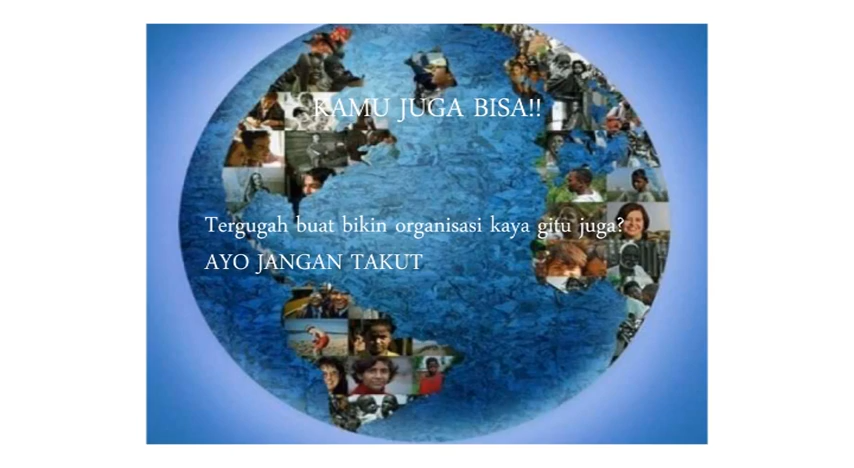 KAMU JUGA BISA!!
Tergugah buat bikin organisasi kaya gitu juga?
AYO JANGAN TAKUT